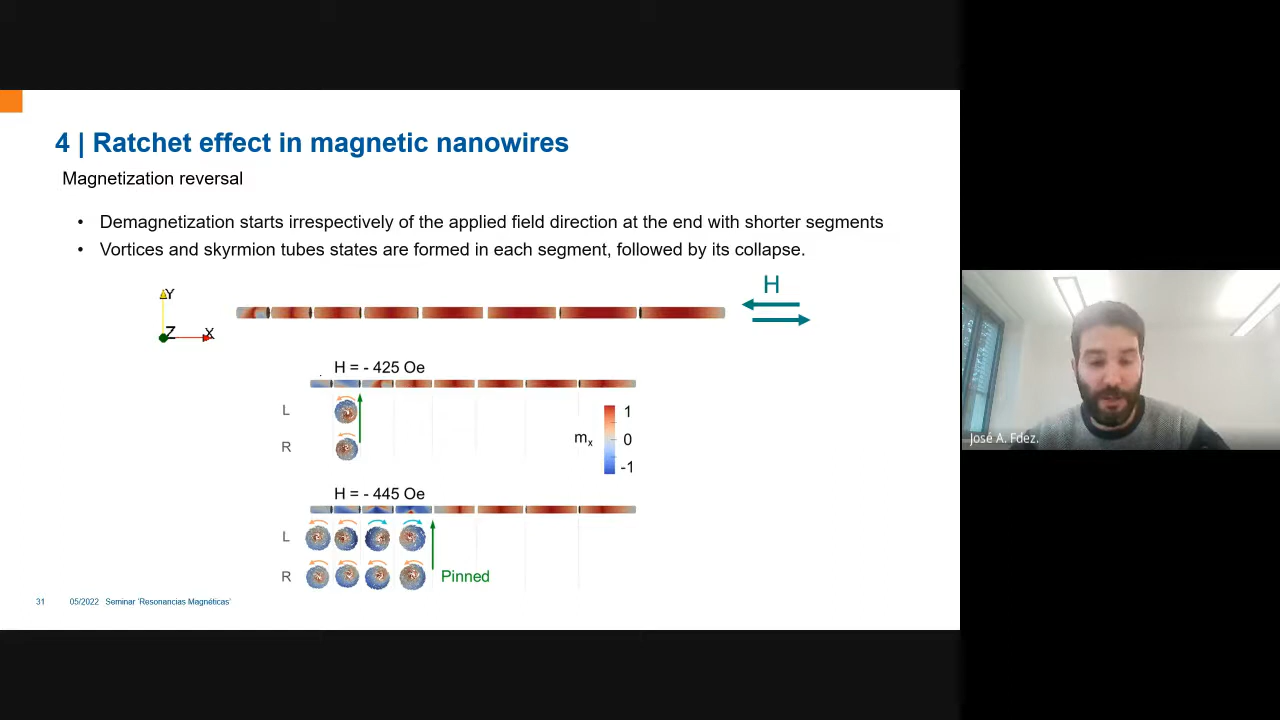 4 | Ratchet effect in magnetic nanowires
Magnetization reversal
• Demagnetization starts irrespectively of the applied field direction at the end with shorter segments
• Vortices and skyrmion tubes states are formed in each segment, followed by its collapse.
Y
Z
X
H
H = - 425 Oe
L
R
mx
1
0
-1
H = - 445 Oe
L
R
Pinned
31
05/2022 Seminar 'Resonancias Magnéticas'
José A. Fdez.